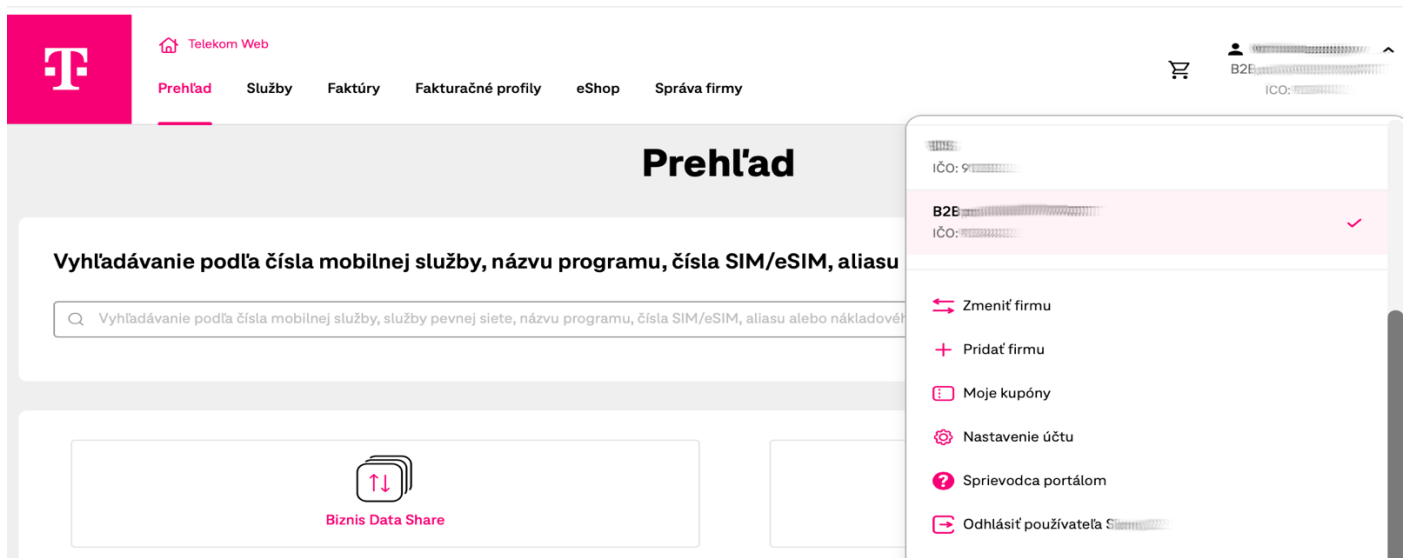 Telekom Web
Prehľad Služby Faktúry Fakturačné profily eShop Správa firmy
B2B
IČO:
Prehľad
IČO: 9
B2B
IČO:
Vyhľadávanie podľa čísla mobilnej služby, názvu programu, čísla SIM/eSIM, aliasu
Vyhľadávanie podľa čísla mobilnej služby, služby pevnej siete, názvu programu, čísla SIM/eSIM, aliasu alebo nákladovéh
Zmeniť firmu
Pridať firmu
Moje kupóny
Nastavenie účtu
Sprievodca portálom
Odhlásiť používateľa S
Biznis Data Share